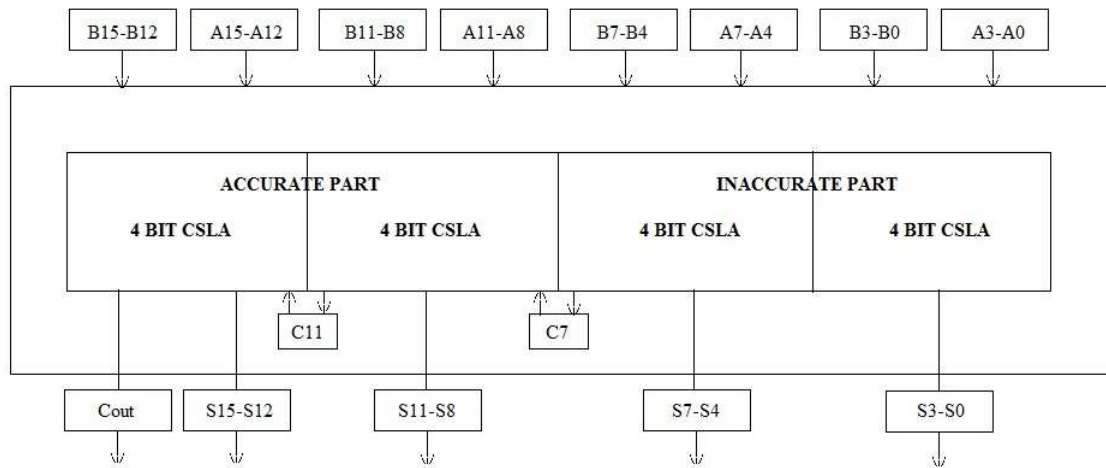 B15-B12 A15-A12 B11-B8 A11-A8 B7-B4 A7-A4 B3-B0 A3-A0
ACCURATE PART INACCURATE PART
4 BIT CSLA 4 BIT CSLA 4 BIT CSLA 4 BIT CSLA
C11 C7
Cout S15-S12 S11-S8 S7-S4 S3-S0